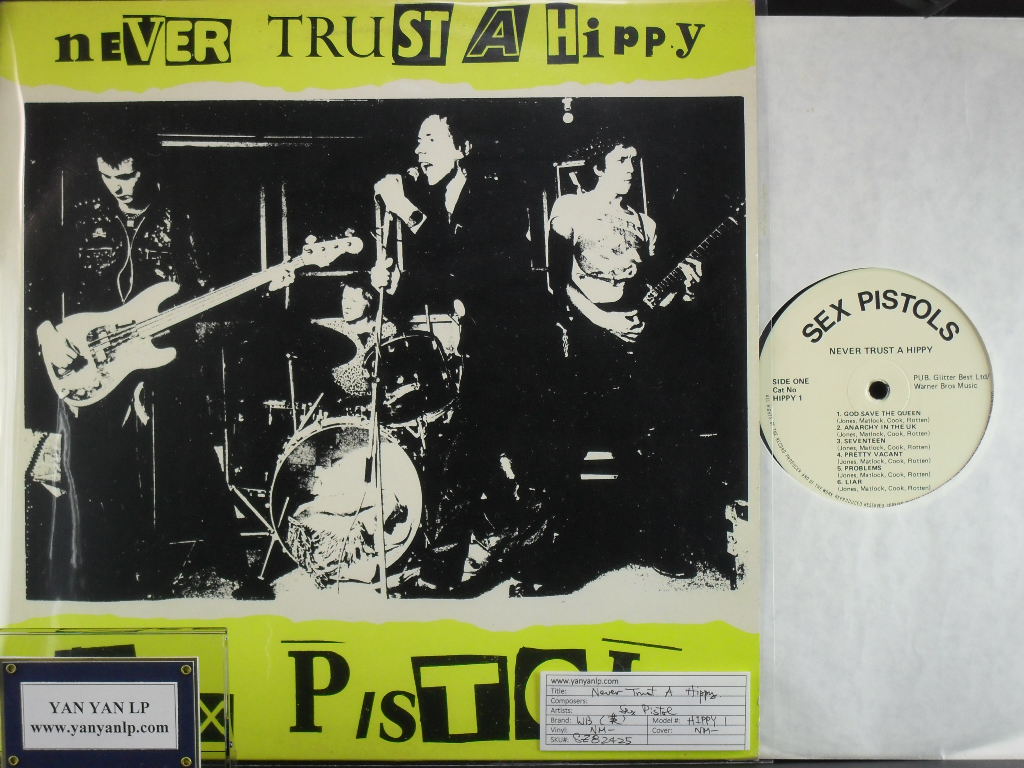 nEVER TRUST A Hippy
SEX PISTOLS
NEVER TRUST A HIPPY
SIDE ONE
Cat No
HIPPY 1
PUB. Glitter Best Ltd/
Warner Bros Music
1. GOD SAVE THE QUEEN
(Jones, Matlock, Cook, Rotten)
2. ANARCHY IN THE UK
(Jones, Matlock, Cook, Rotten)
3. SEVENTEEN
(Jones, Matlock, Cook, Rotten)
4. PRETTY VACANT
(Jones, Matlock, Cook, Rotten)
5. PROBLEMS
(Jones, Matlock, Cook, Rotten)
6. LIAR
(Jones, Matlock, Cook, Rotten)
X PisTOL
YAN YAN LP
www.yanyanlp.com
www.yanyanlp.com
Title: Never Trust A Hippy
Composers:
Artists: Sex Pistol
Brand: WB (美) Model #: HIPPY 1
Vinyl: NM- Cover: NM-
SKU#: SZ82425